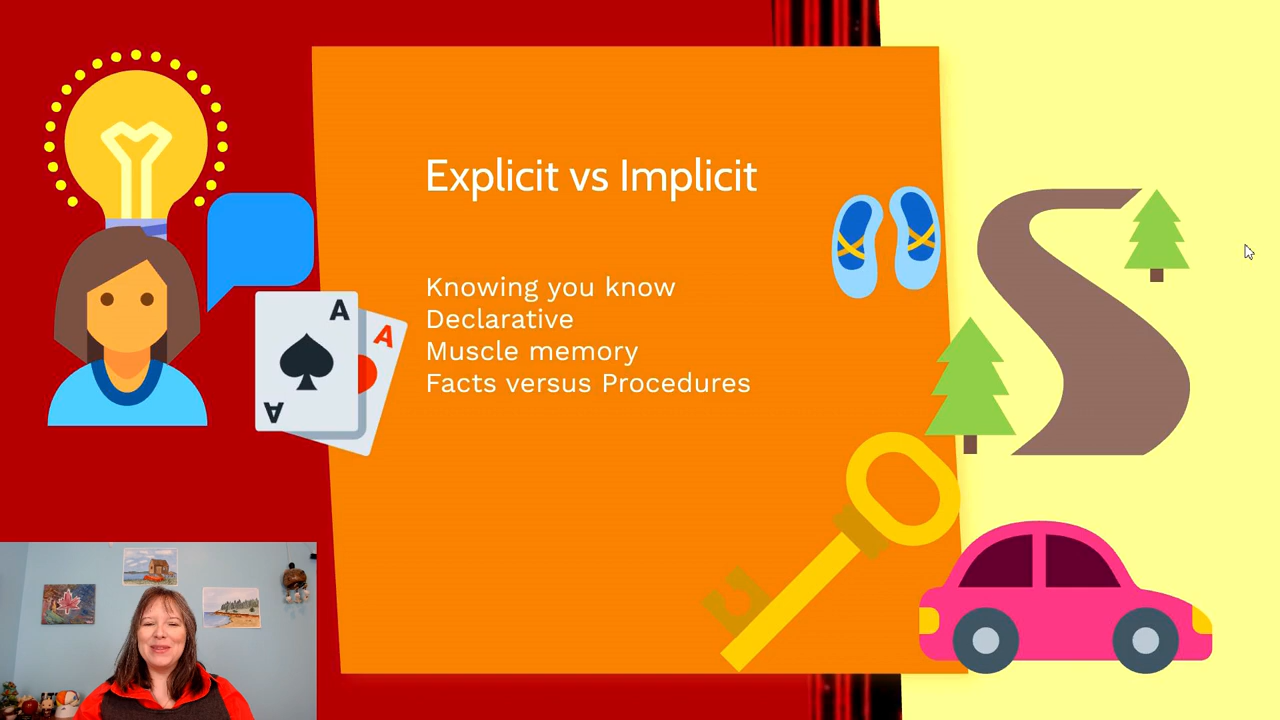 Explicit vs Implicit
Knowing you know
Declarative
Muscle memory
Facts versus Procedures
A
A
A